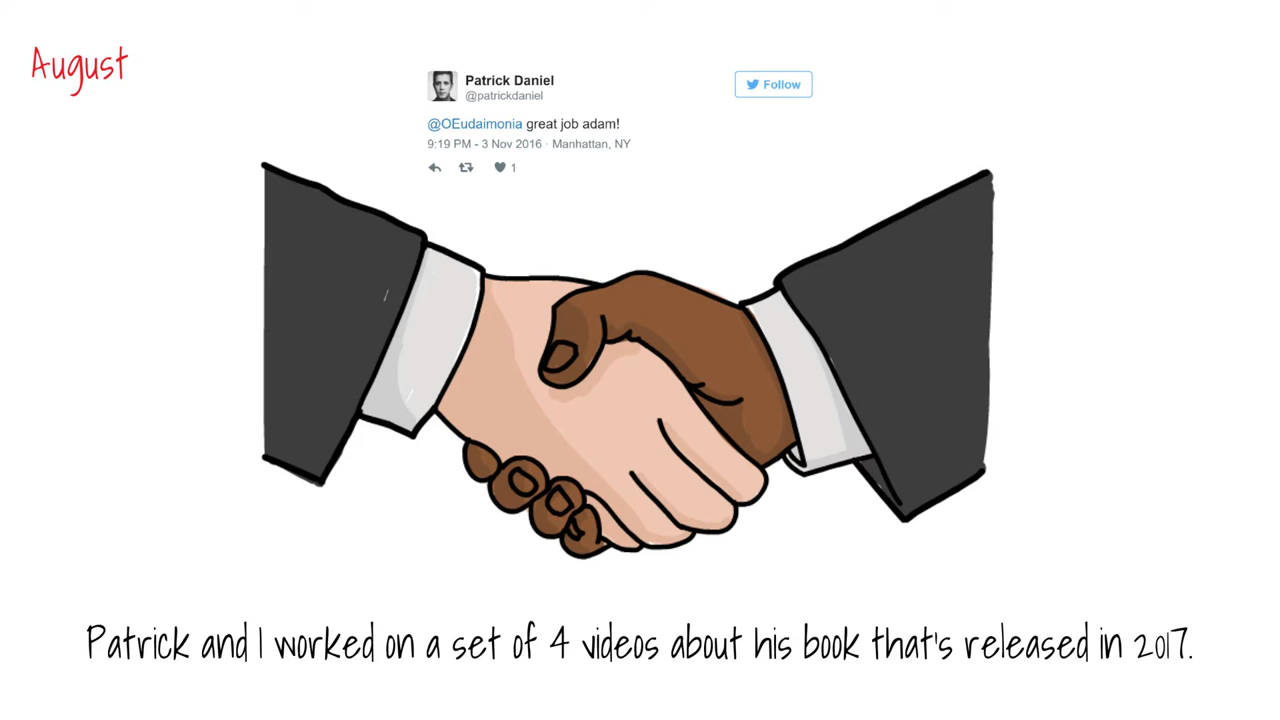 August
Patrick Daniel
@patrickdaniel
Follow
@OEudaimonia great job adam!
9:19 PM - 3 Nov 2016 · Manhattan, NY
1
Patrick and I worked on a set of 4 videos about his book that's released in 2017.